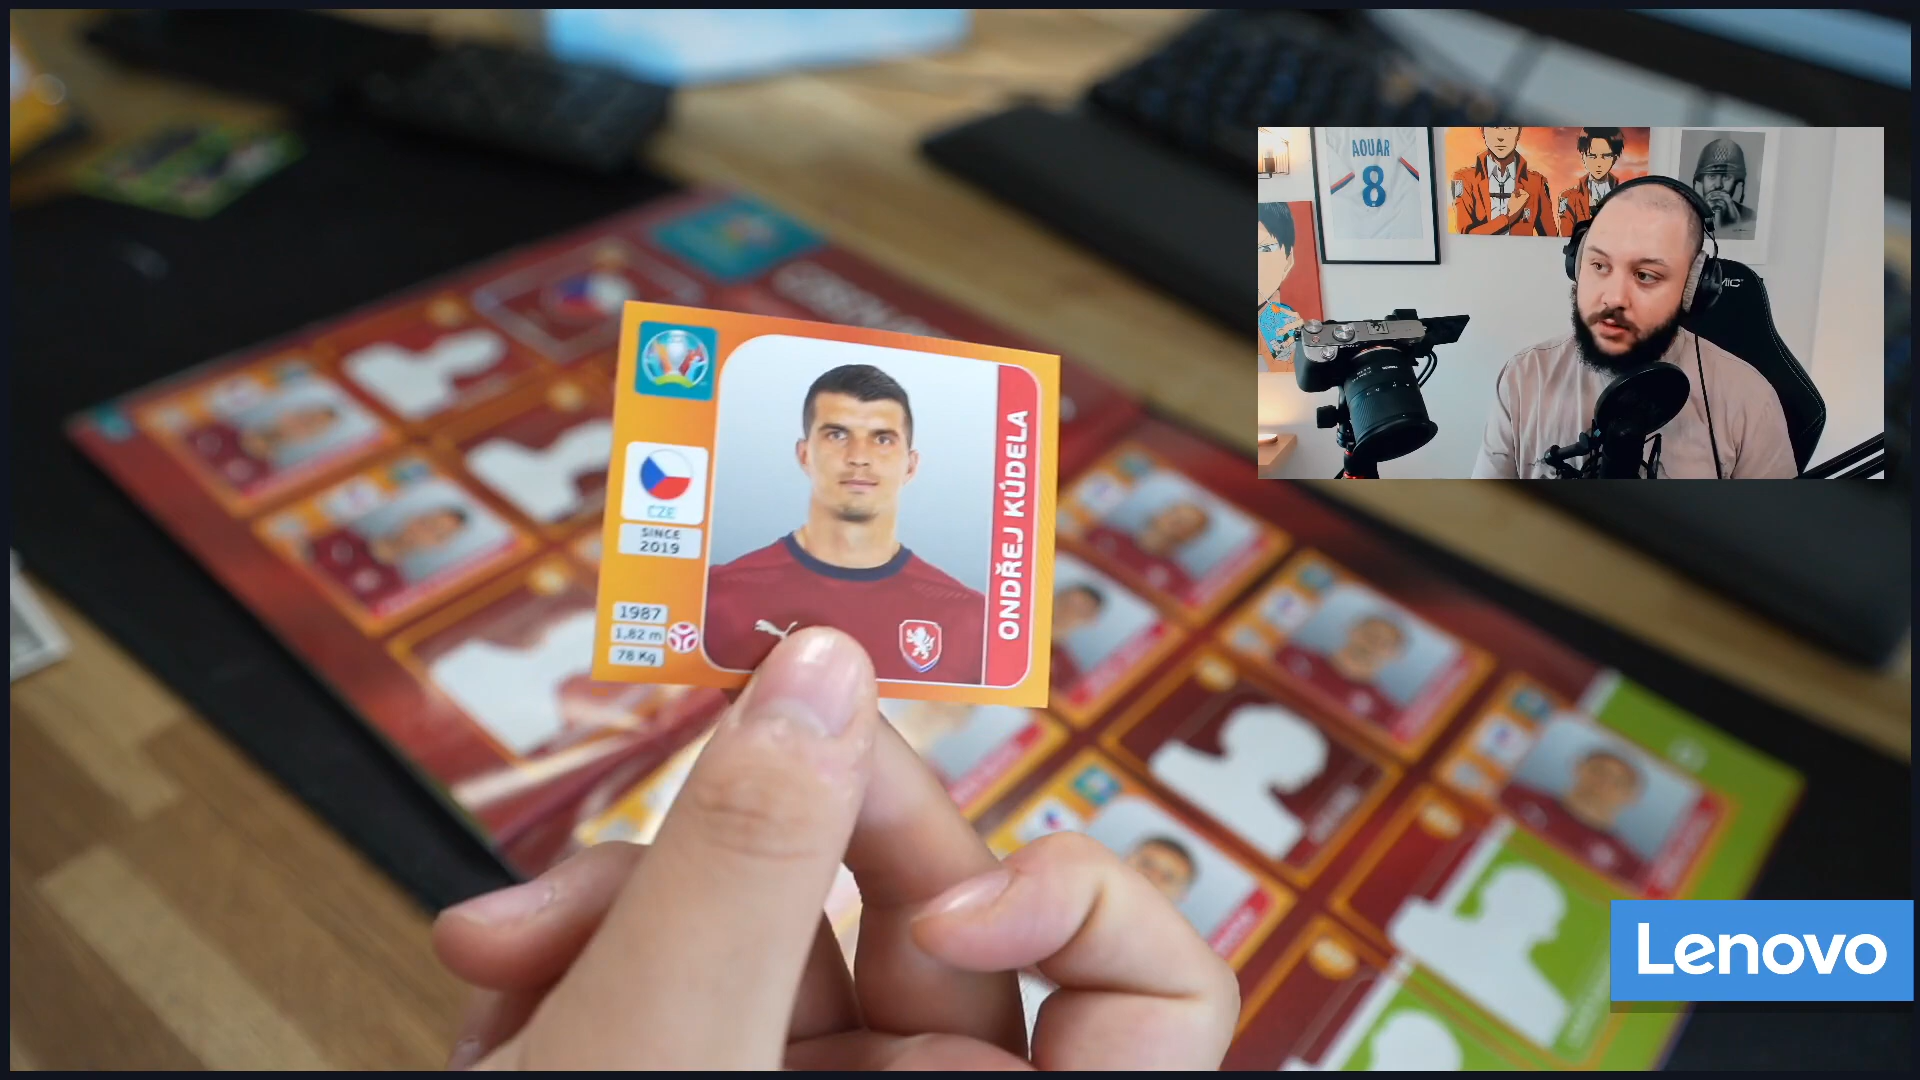 AOUAR
8
CZE
SINCE
2019
1987
1,82 m
78 Kg
ONDŘEJ KÚDELA
Lenovo